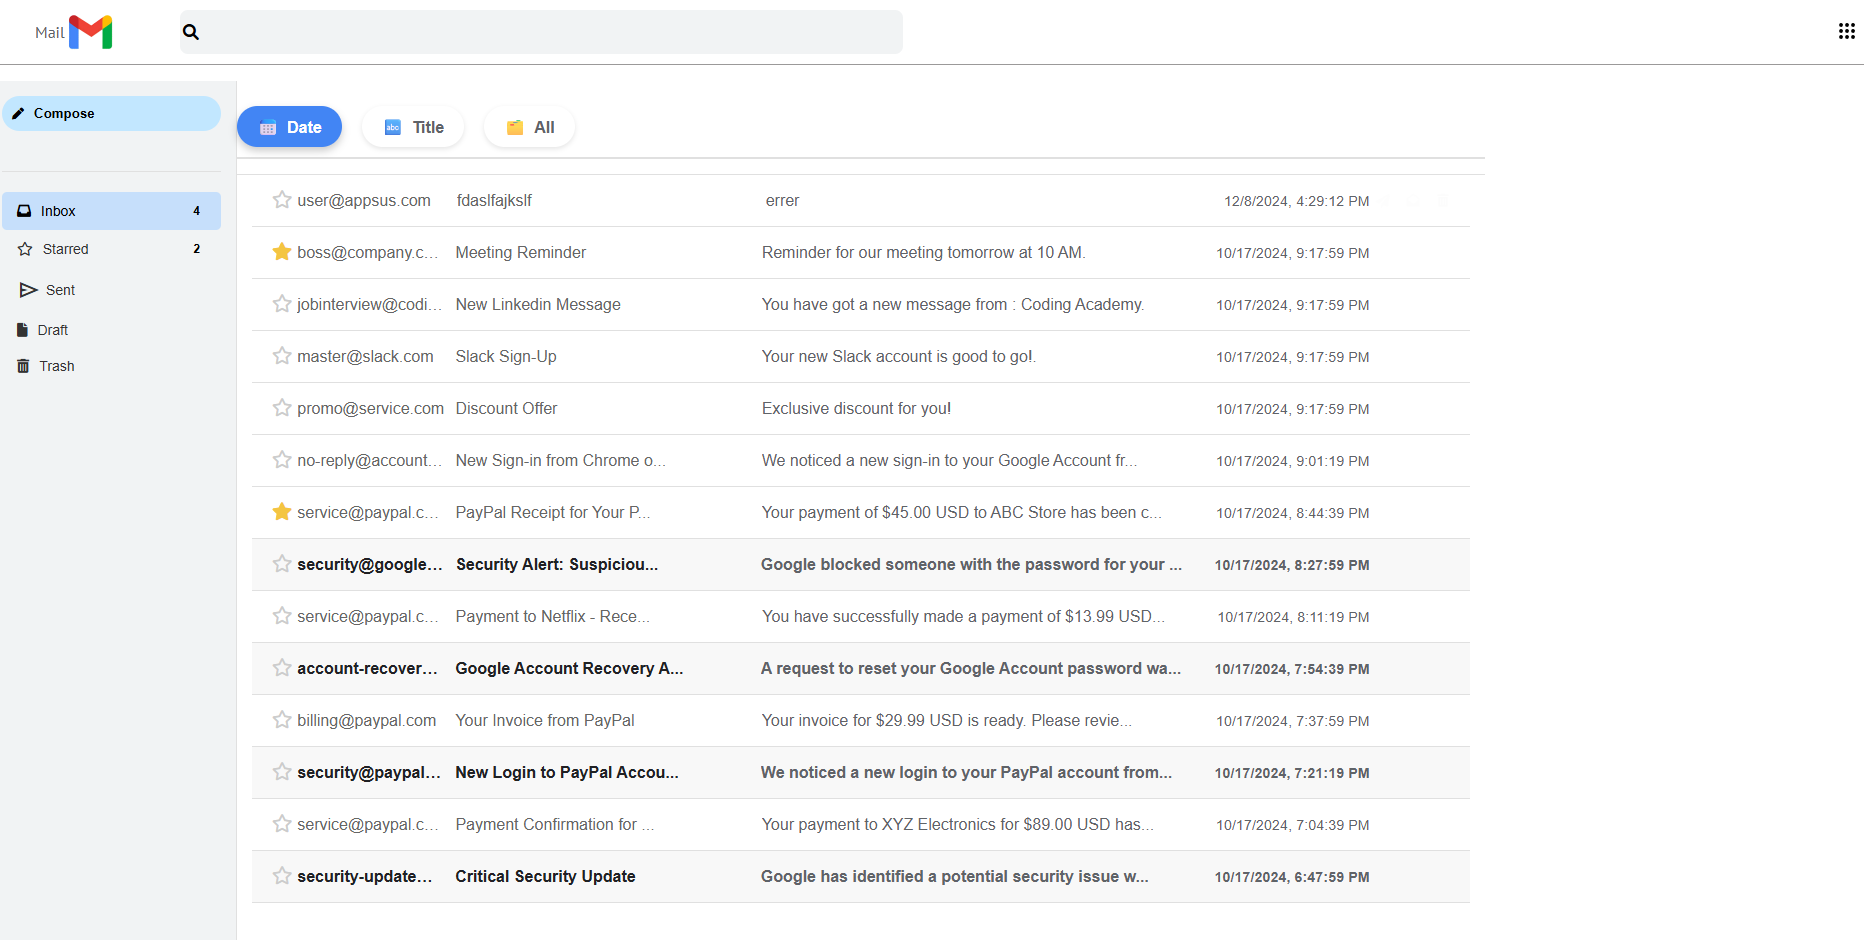 Mail
Compose
Date
abc Title
All
Inbox 4
Starred 2
Sent
Draft
Trash
user@appsus.com fdaslfajkslf errer 12/8/2024, 4:29:12 PM
boss@company.c... Meeting Reminder Reminder for our meeting tomorrow at 10 AM. 10/17/2024, 9:17:59 PM
jobinterview@codi... New Linkedin Message You have got a new message from : Coding Academy. 10/17/2024, 9:17:59 PM
master@slack.com Slack Sign-Up Your new Slack account is good to go!. 10/17/2024, 9:17:59 PM
promo@service.com Discount Offer Exclusive discount for you! 10/17/2024, 9:17:59 PM
no-reply@account... New Sign-in from Chrome o... We noticed a new sign-in to your Google Account fr... 10/17/2024, 9:01:19 PM
service@paypal.c... PayPal Receipt for Your P... Your payment of $45.00 USD to ABC Store has been c... 10/17/2024, 8:44:39 PM
security@google... Security Alert: Suspiciou... Google blocked someone with the password for your ... 10/17/2024, 8:27:59 PM
service@paypal.c... Payment to Netflix - Rece... You have successfully made a payment of $13.99 USD... 10/17/2024, 8:11:19 PM
account-recover... Google Account Recovery A... A request to reset your Google Account password wa... 10/17/2024, 7:54:39 PM
billing@paypal.com Your Invoice from PayPal Your invoice for $29.99 USD is ready. Please revie... 10/17/2024, 7:37:59 PM
security@paypal... New Login to PayPal Accou... We noticed a new login to your PayPal account from... 10/17/2024, 7:21:19 PM
service@paypal.c... Payment Confirmation for ... Your payment to XYZ Electronics for $89.00 USD has... 10/17/2024, 7:04:39 PM
security-update... Critical Security Update Google has identified a potential security issue w... 10/17/2024, 6:47:59 PM